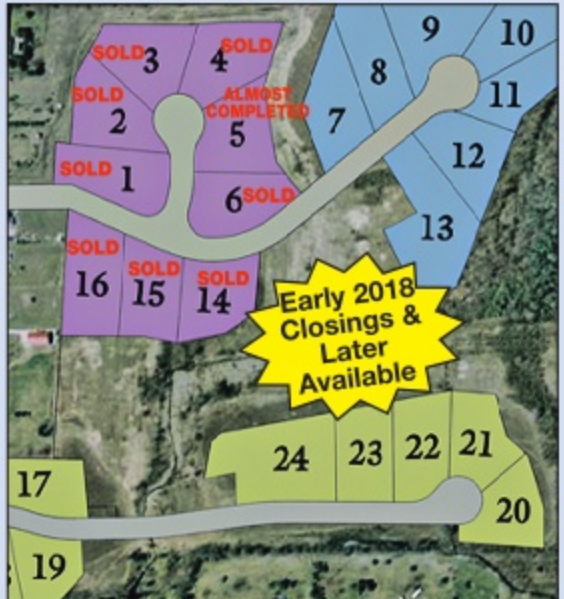 SOLD
3
SOLD
4
9
10
8
SOLD
2
ALMOST
COMPLETED
5
7
11
12
SOLD
1
6
SOLD
13
SOLD
16
SOLD
15
SOLD
14
Early 2018
Closings &
Later
Available
24
23
22
21
17
20
19